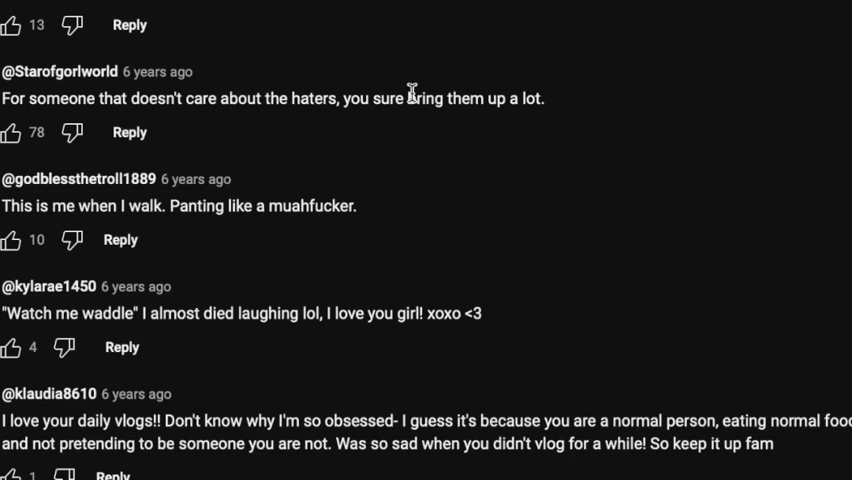 13 Reply
@Starofgorlworld 6 years ago
For someone that doesn't care about the haters, you sure bring them up a lot.
78 Reply
@godblessthetroll1889 6 years ago
This is me when I walk. Panting like a muahfucker.
10 Reply
@kylarae1450 6 years ago
"Watch me waddle" I almost died laughing lol, I love you girl! xoxo <3
4 Reply
@klaudia8610 6 years ago
I love your daily vlogs!! Don't know why I'm so obsessed- I guess it's because you are a normal person, eating normal food
and not pretending to be someone you are not. Was so sad when you didn't vlog for a while! So keep it up fam
1 Reply